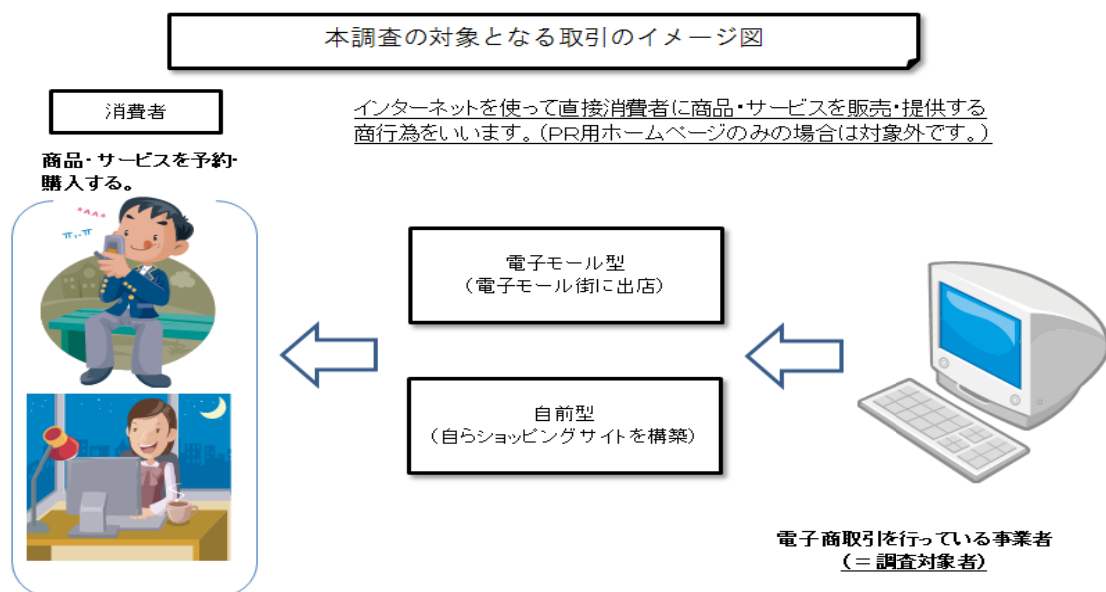 本調査の対象となる取引のイメージ図
消費者
インターネットを使って直接消費者に商品・サービスを販売・提供する
商行為をいいます。(PR用ホームページのみの場合は対象外です。)
商品・サービスを予約・
購入する。
*^^*
π,.π
電子モール型
(電子モール街に出店)
自前型
(自らショッピングサイトを構築)
電子商取引を行っている事業者
(=調査対象者)